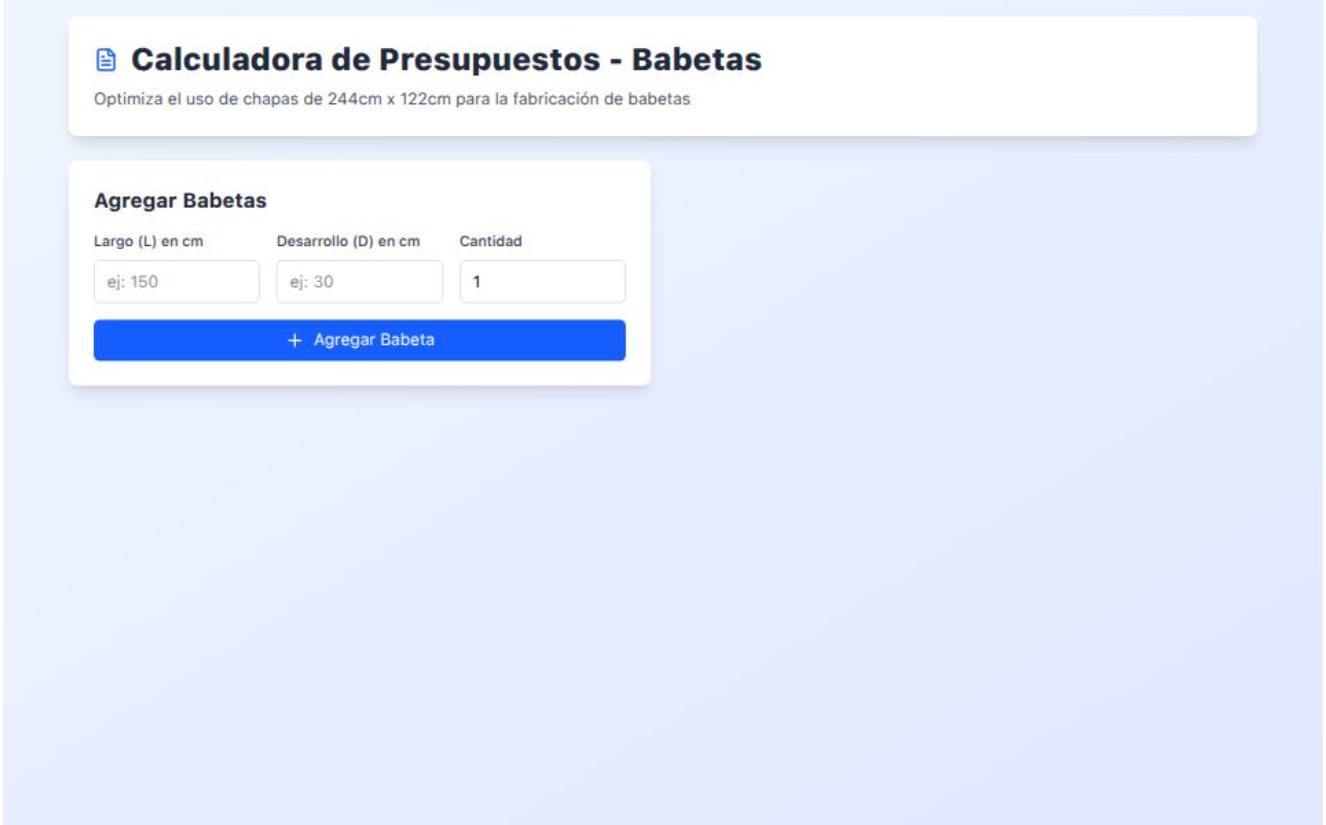 Calculadora de Presupuestos - Babetas
Optimiza el uso de chapas de 244cm x 122cm para la fabricación de babetas
Agregar Babetas
Largo (L) en cm
Desarrollo (D) en cm
Cantidad
ej: 150
ej: 30
1
+ Agregar Babeta